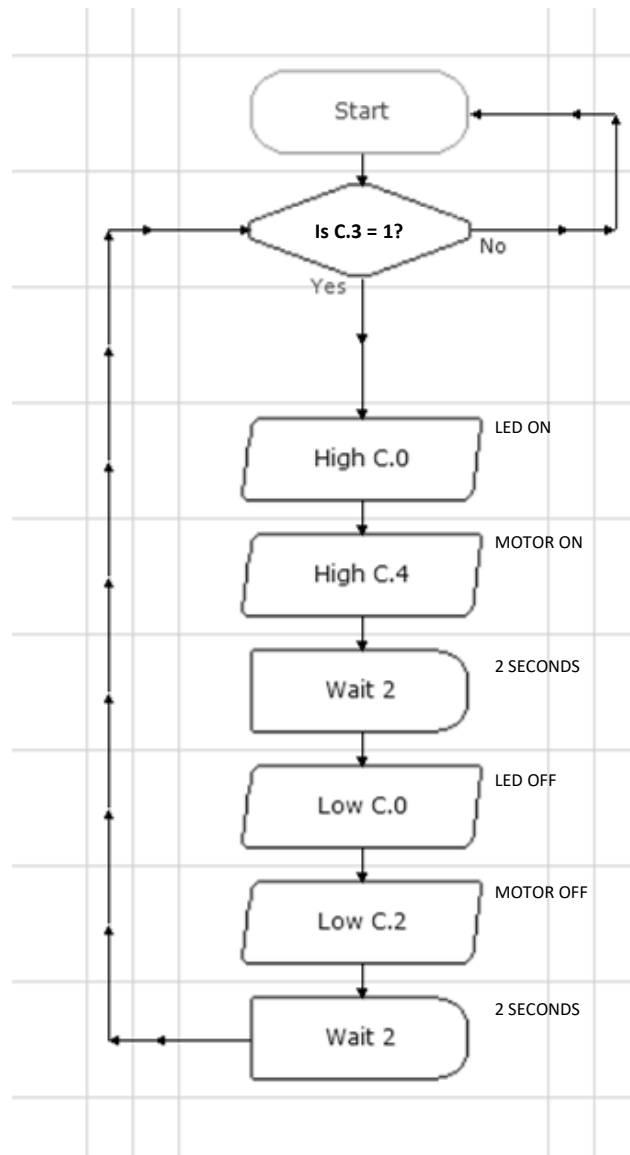 Start
Is C.3 = 1?
No
Yes
High C.0
LED ON
High C.4
MOTOR ON
Wait 2
2 SECONDS
Low C.0
LED OFF
Low C.2
MOTOR OFF
Wait 2
2 SECONDS